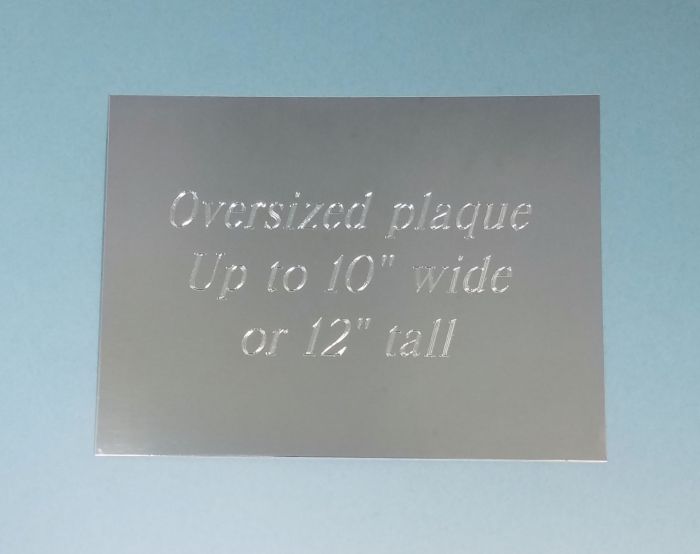 Oversized plaque
Up to 10" wide
or 12" tall